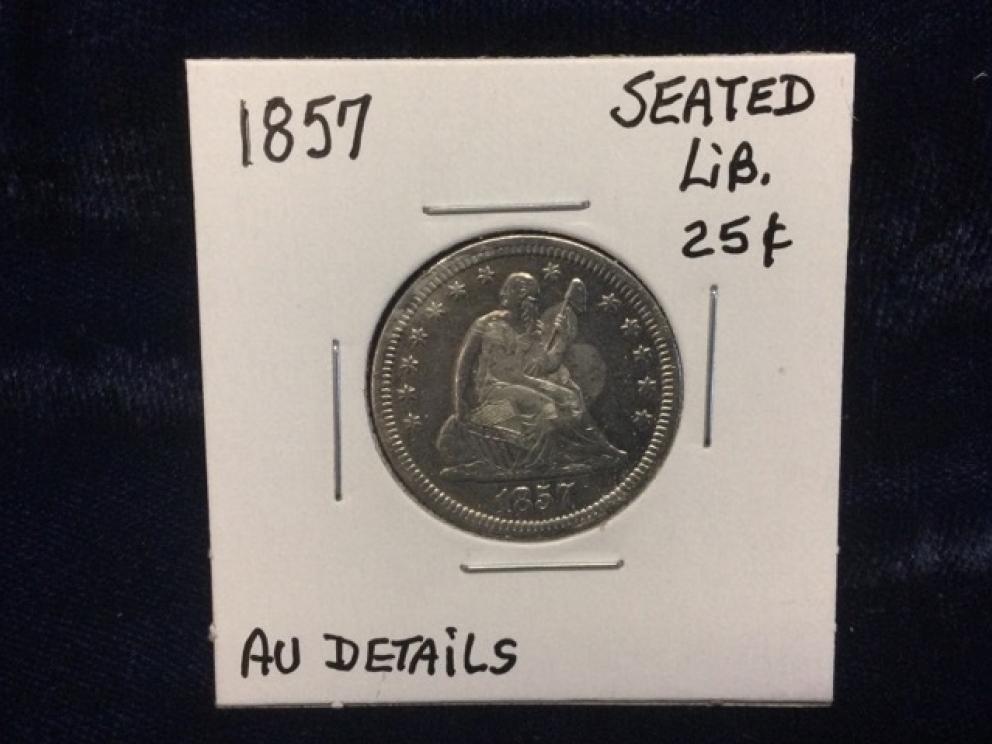 1857
SEATED
LiB.
25¢
1857
AU DETAiLS